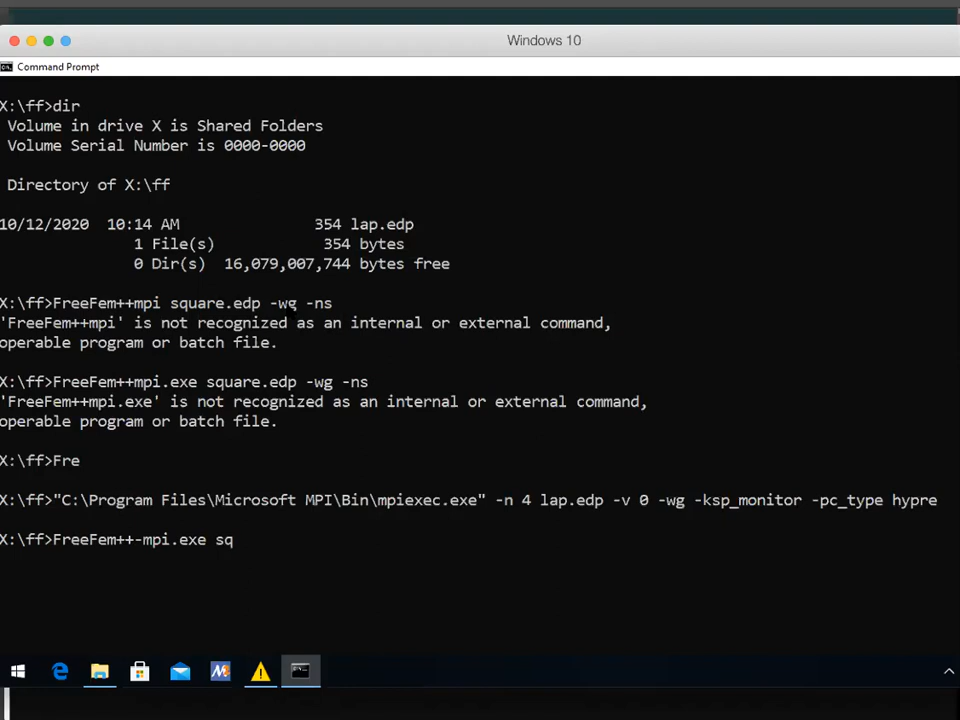 Windows 10
Command Prompt
X:\ff>dir
Volume in drive X is Shared Folders
Volume Serial Number is 0000-0000
Directory of X:\ff
10/12/2020  10:14 AM               354 lap.edp
1 File(s)            354 bytes
0 Dir(s)  16,079,007,744 bytes free
X:\ff>FreeFem++mpi square.edp -wg -ns
'FreeFem++mpi' is not recognized as an internal or external command,
operable program or batch file.
X:\ff>FreeFem++mpi.exe square.edp -wg -ns
'FreeFem++mpi.exe' is not recognized as an internal or external command,
operable program or batch file.
X:\ff>Fre
X:\ff>"C:\Program Files\Microsoft MPI\Bin\mpiexec.exe" -n 4 lap.edp -v 0 -wg -ksp_monitor -pc_type hypre
X:\ff>FreeFem++-mpi.exe sq